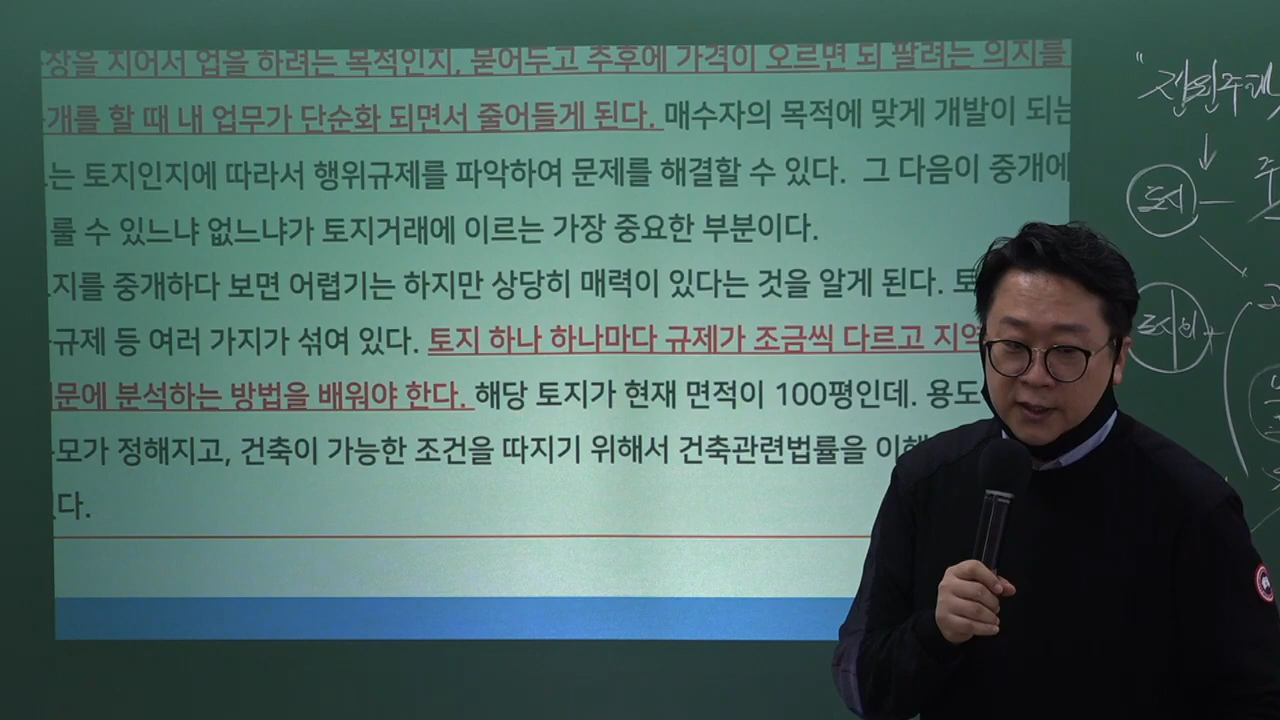 장을 지어서 업을 하려는 목적인지, 묻어두고 추후에 가격이 오르면 되 팔려는 의지를
개를 할 때 내 업무가 단순화 되면서 줄어들게 된다. 매수자의 목적에 맞게 개발이 되는
는 토지인지에 따라서 행위규제를 파악하여 문제를 해결할 수 있다. 그 다음이 중개에
룰 수 있느냐 없느냐가 토지거래에 이르는 가장 중요한 부분이다.
지를 중개하다 보면 어렵기는 하지만 상당히 매력이 있다는 것을 알게 된다. 토
규제 등 여러 가지가 섞여 있다. 토지 하나 하나마다 규제가 조금씩 다르고 지역
문에 분석하는 방법을 배워야 한다. 해당 토지가 현재 면적이 100평인데. 용도
모가 정해지고, 건축이 가능한 조건을 따지기 위해서 건축관련법률을 이해
다.
"전원주택
도시